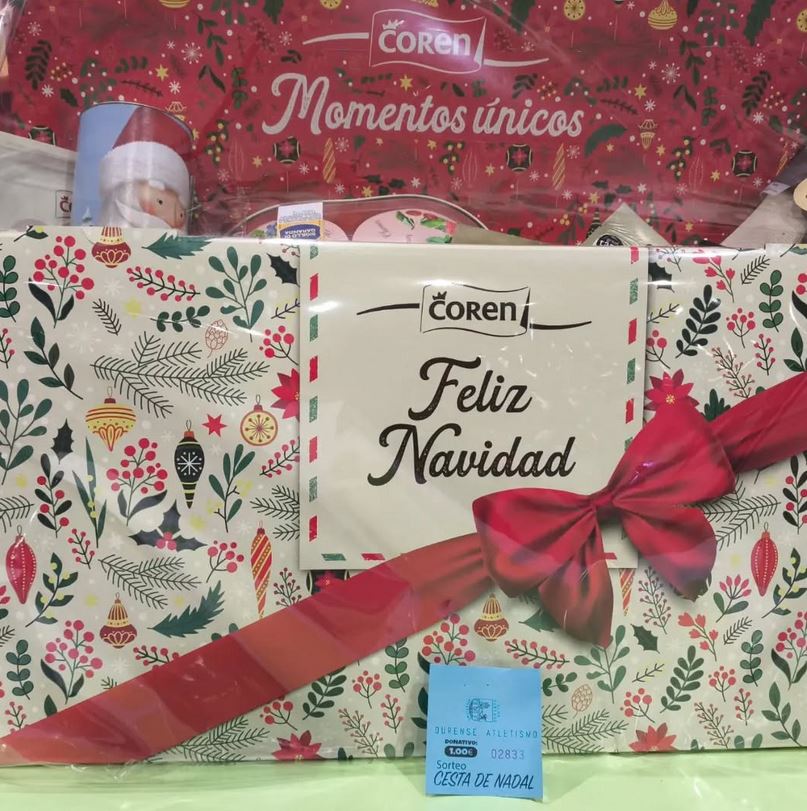 COREN
Momentos únicos
COREN
Feliz
Navidad
OURENSE ATLETISMO
DONATIVO:
1.00€
02833
Sorteo
CESTA DE NADAL